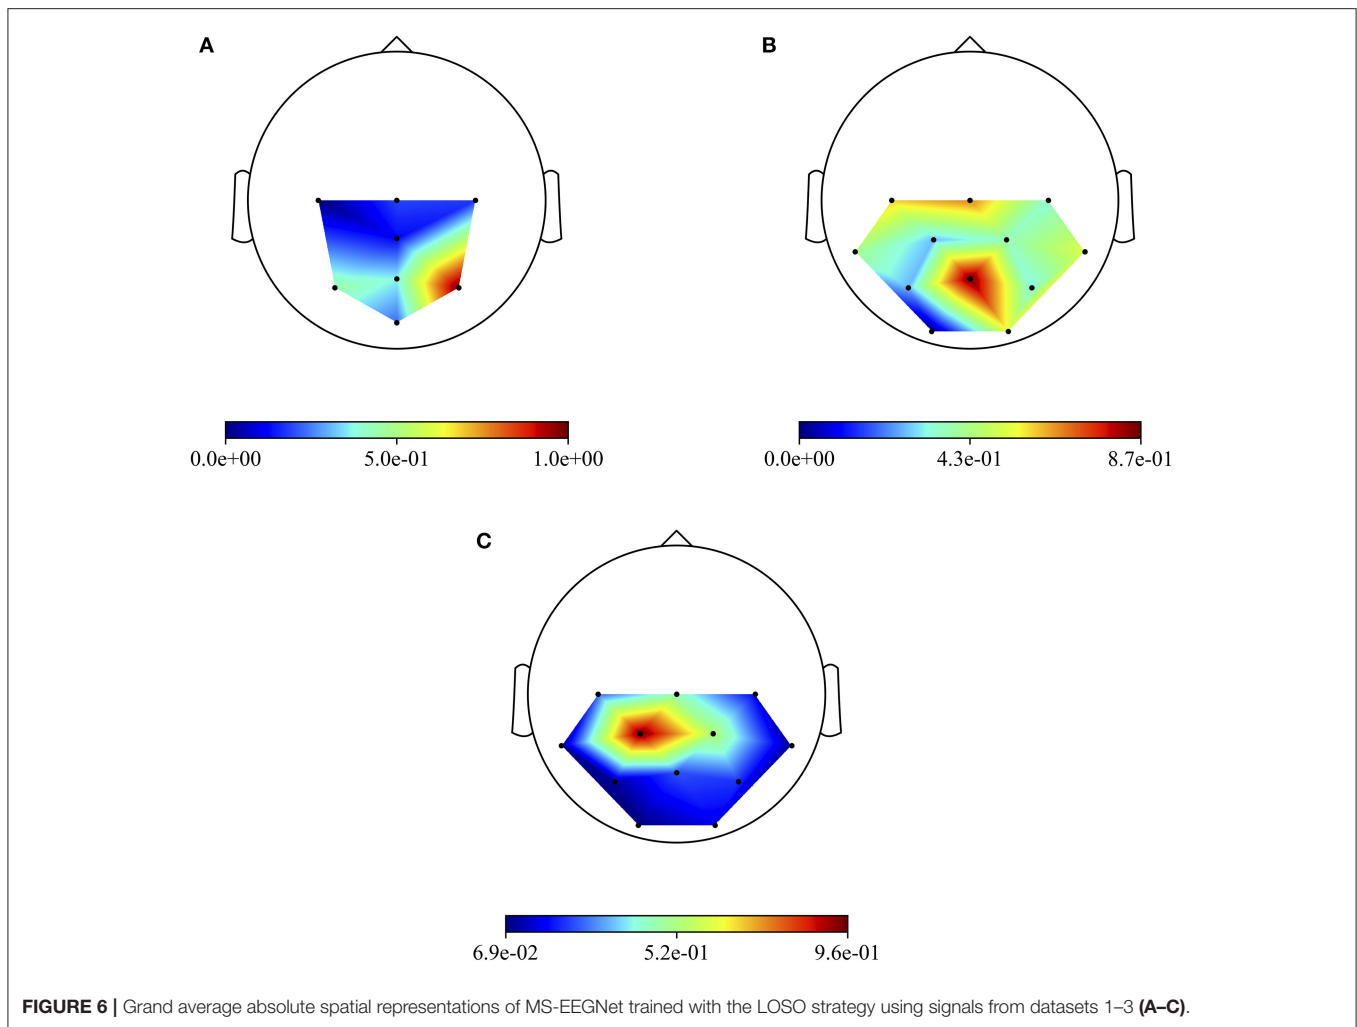 A
B
0.0e+00 5.0e-01 1.0e+00
0.0e+00 4.3e-01 8.7e-01
C
6.9e-02 5.2e-01 9.6e-01
FIGURE 6 | Grand average absolute spatial representations of MS-EEGNet trained with the LOSO strategy using signals from datasets 1–3 (A–C).